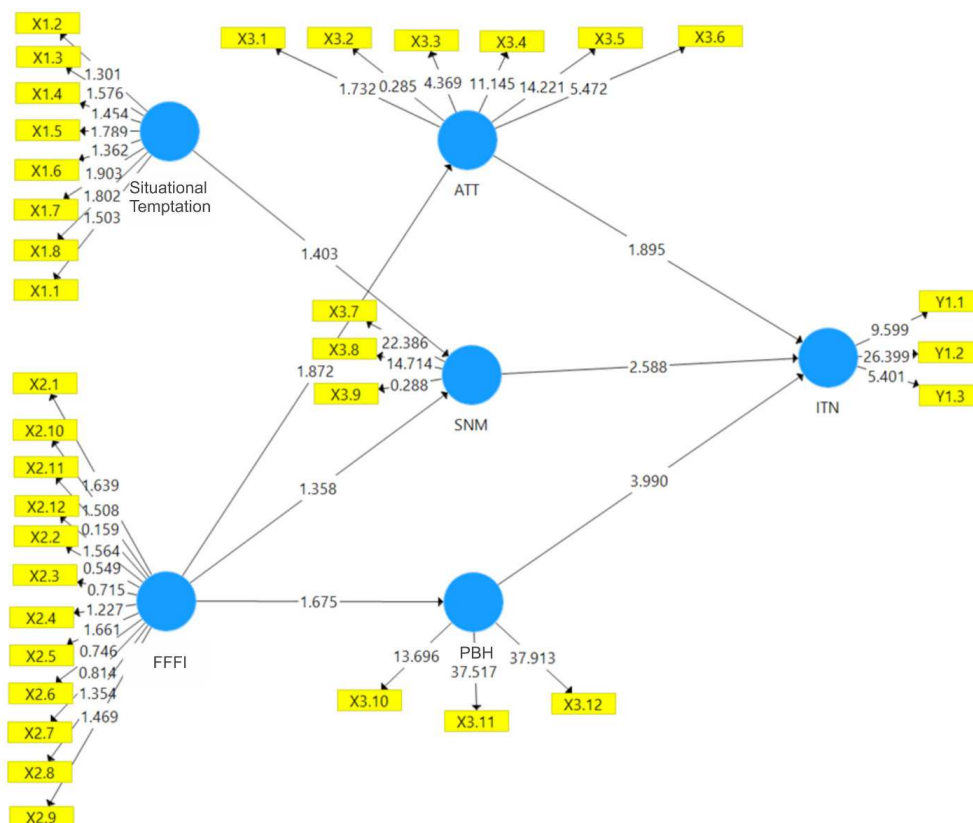 X1.2
X1.3
X1.4
X1.5
X1.6
X1.7
X1.8
X1.1
1.301
1.576
1.454
1.789
1.362
1.903
1.802
1.503
Situational
Temptation
X3.1
X3.2
X3.3
X3.4
X3.5
X3.6
1.732
0.285
4.369
11.145
14.221
5.472
ATT
1.403
1.895
X3.7
X3.8
X3.9
22.386
14.714
0.288
SNM
1.872
2.588
Y1.1
Y1.2
Y1.3
9.599
26.399
5.401
ITN
X2.1
X2.10
X2.11
X2.12
X2.2
X2.3
X2.4
X2.5
X2.6
X2.7
X2.8
X2.9
1.639
1.508
0.159
1.564
0.549
0.715
1.227
1.661
0.746
0.814
1.354
1.469
FFFI
1.358
3.990
1.675
PBH
13.696
37.517
37.913
X3.10
X3.11
X3.12